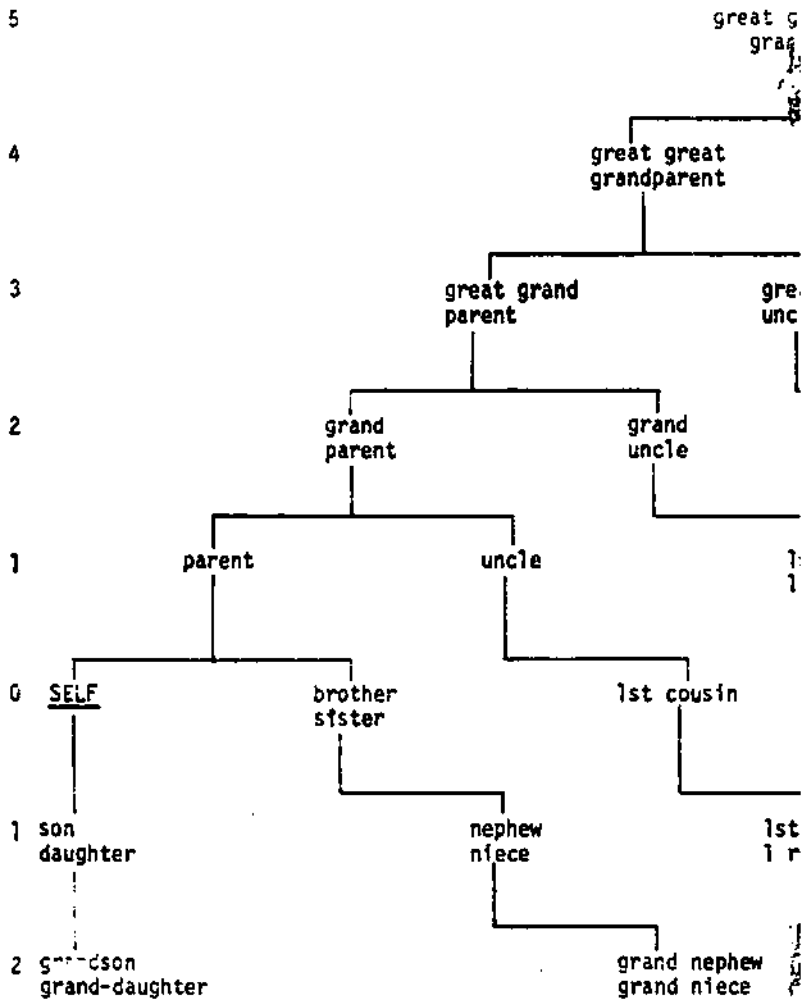 5 great
4 great great
grandparent
3 great grand
parent
2 grand grand
parent uncle
1 parent uncle
0 SELF brother 1st cousin
sister
1 son nephew 1st
daughter niece
2 grand nephew
grand-daughter grand niece